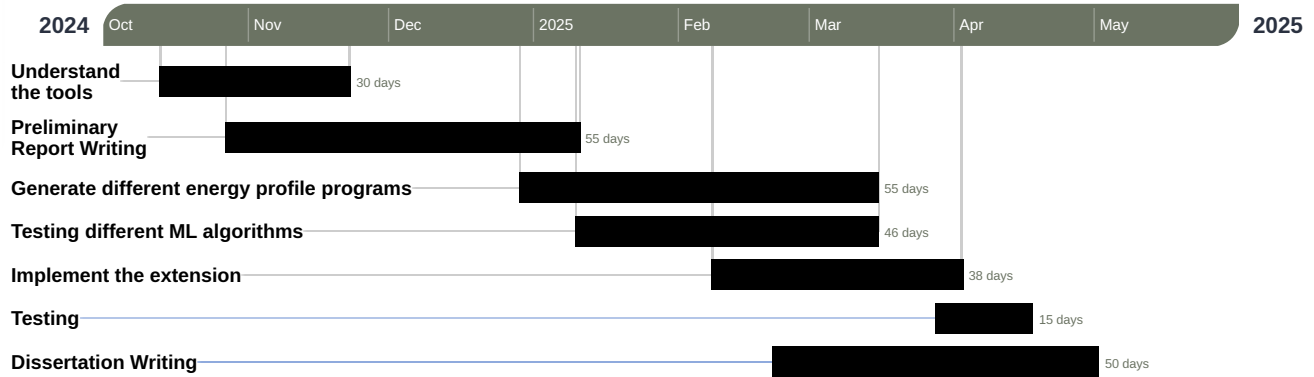 2024 Oct Nov Dec 2025 Feb Mar Apr May 2025
Understand
the tools
30 days
Preliminary
Report Writing
55 days
Generate different energy profile programs 55 days
Testing different ML algorithms 46 days
Implement the extension 38 days
Testing 15 days
Dissertation Writing 50 days